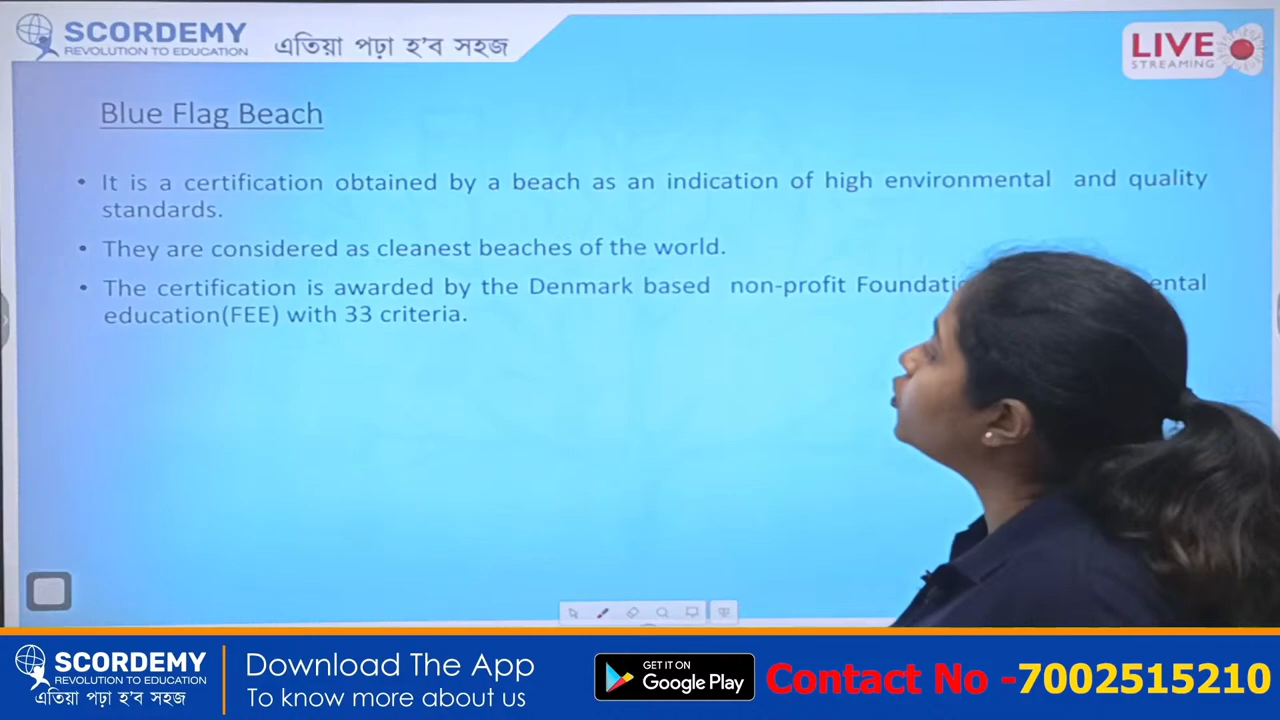 SCORDEMY
REVOLUTION TO EDUCATION
এতিয়া পঢ়া হ'ব সহজ
LIVE
STREAMING
Blue Flag Beach
• It is a certification obtained by a beach as an indication of high environmental and quality
standards.
• They are considered as cleanest beaches of the world.
• The certification is awarded by the Denmark based non-profit ental
education(FEE) with 33 criteria.
SCORDEMY
REVOLUTION TO EDUCATION
এতিয়া পঢ়া হ'ব সহজ
Download The App
To know more about us
GET IT ON
Google Play
Contact No -7002515210